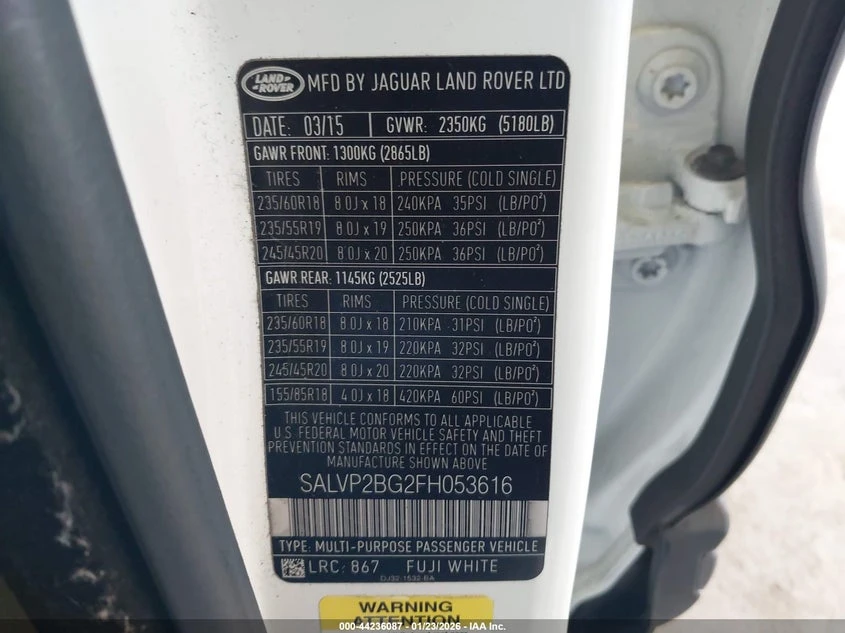 LAND ROVER MFD BY JAGUAR LAND ROVER LTD
DATE: 03/15 GVWR: 2350KG (5180LB)
GAWR FRONT: 1300KG (2865LB)
TIRES RIMS PRESSURE (COLD SINGLE)
235/60R18 8.0J x 18 240KPA 35PSI (LB/PO²)
235/55R19 8.0J x 19 250KPA 36PSI (LB/PO²)
245/45R20 8.0J x 20 250KPA 36PSI (LB/PO²)
GAWR REAR: 1145KG (2525LB)
TIRES RIMS PRESSURE (COLD SINGLE)
235/60R18 8.0J x 18 210KPA 31PSI (LB/PO²)
235/55R19 8.0J x 19 220KPA 32PSI (LB/PO²)
245/45R20 8.0J x 20 220KPA 32PSI (LB/PO²)
155/85R18 4.0J x 18 420KPA 60PSI (LB/PO²)
THIS VEHICLE CONFORMS TO ALL APPLICABLE
U.S. FEDERAL MOTOR VEHICLE SAFETY AND THEFT
PREVENTION STANDARDS IN EFFECT ON THE DATE
OF MANUFACTURE SHOWN ABOVE
SALVP2BG2FH053616
TYPE: MULTI-PURPOSE PASSENGER VEHICLE
LRC: 867 FUJI WHITE
DJ32-1532-BA
WARNING
ATTENTION
000-44236087 - 01/23/2026 - IAA Inc.